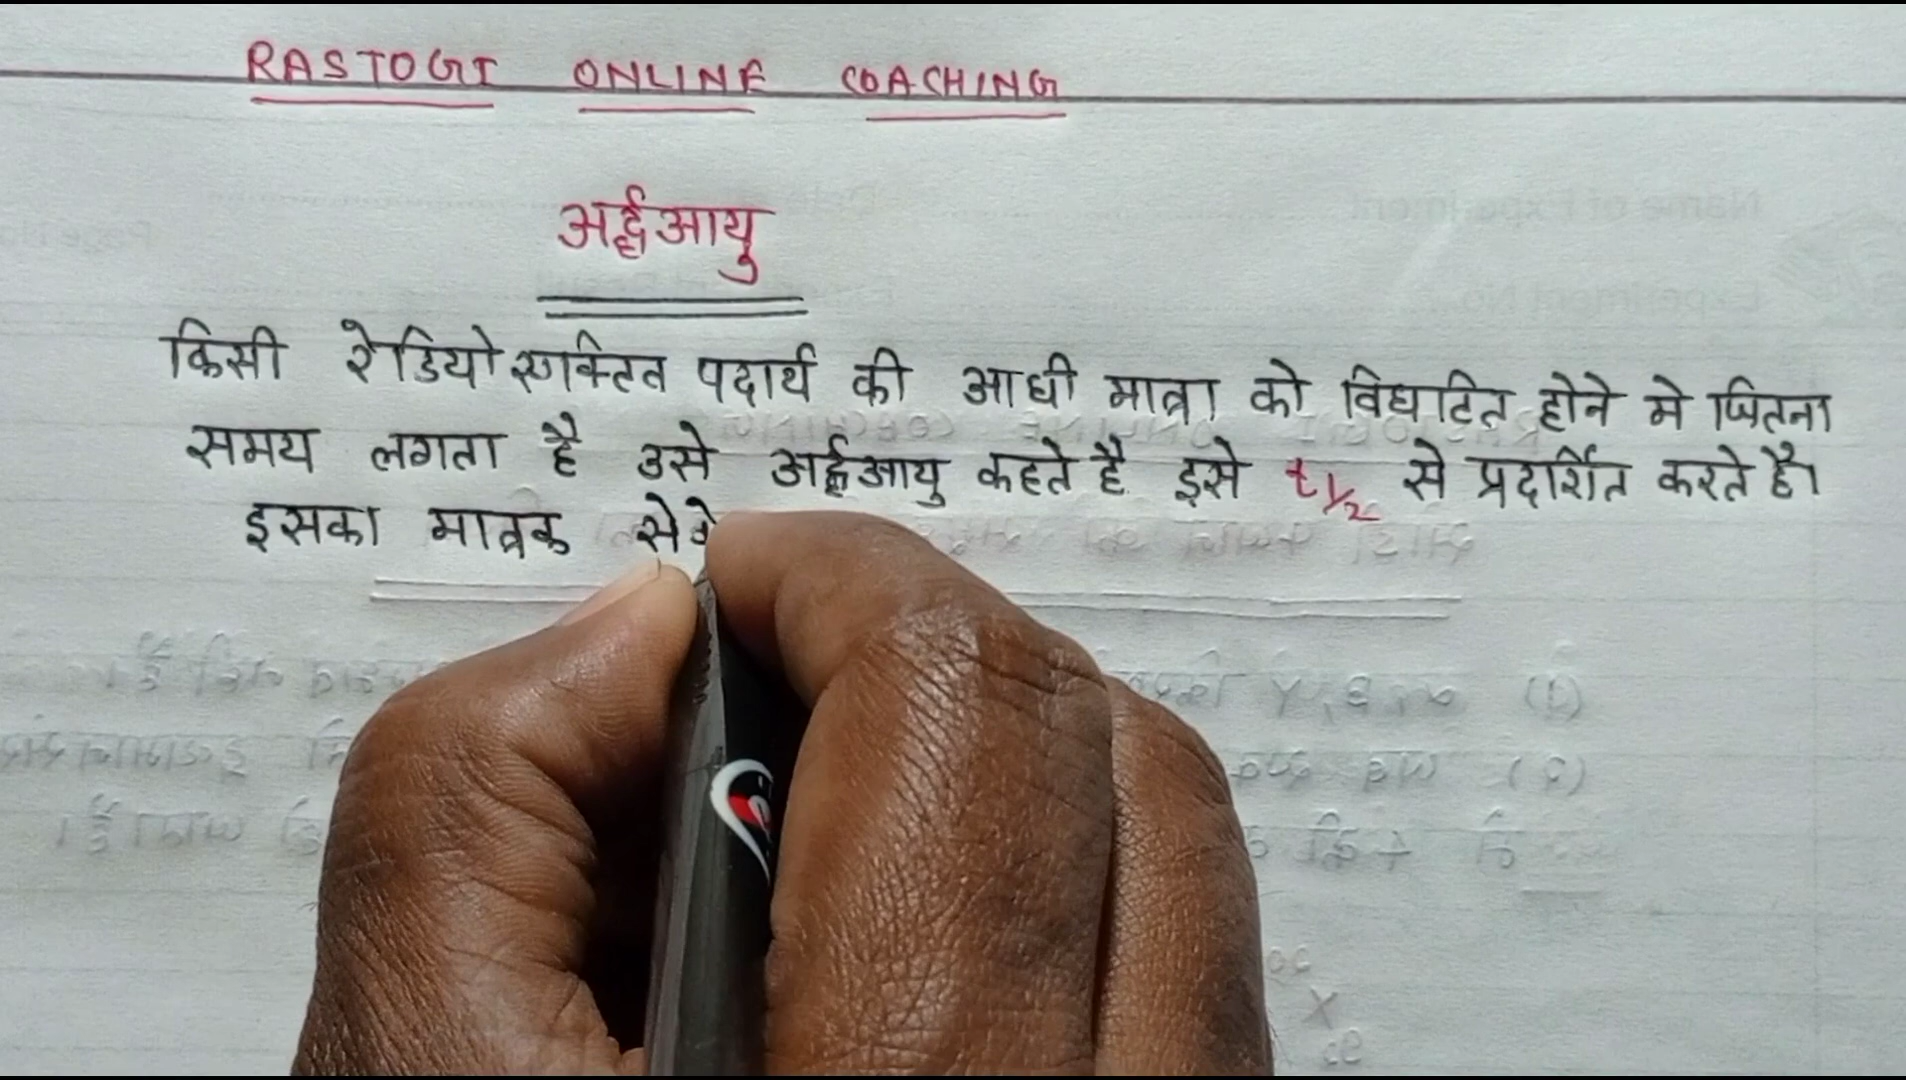 RASTOGI ONLINE COACHING
अर्द्धआयु
किसी रेडियोएक्टिव पदार्थ की आधी मात्रा को विघटित होने मे जितना
समय लगता है उसे अर्द्धआयु कहते है इसे t1/2 से प्रदर्शित करते है।
इसका मात्रक